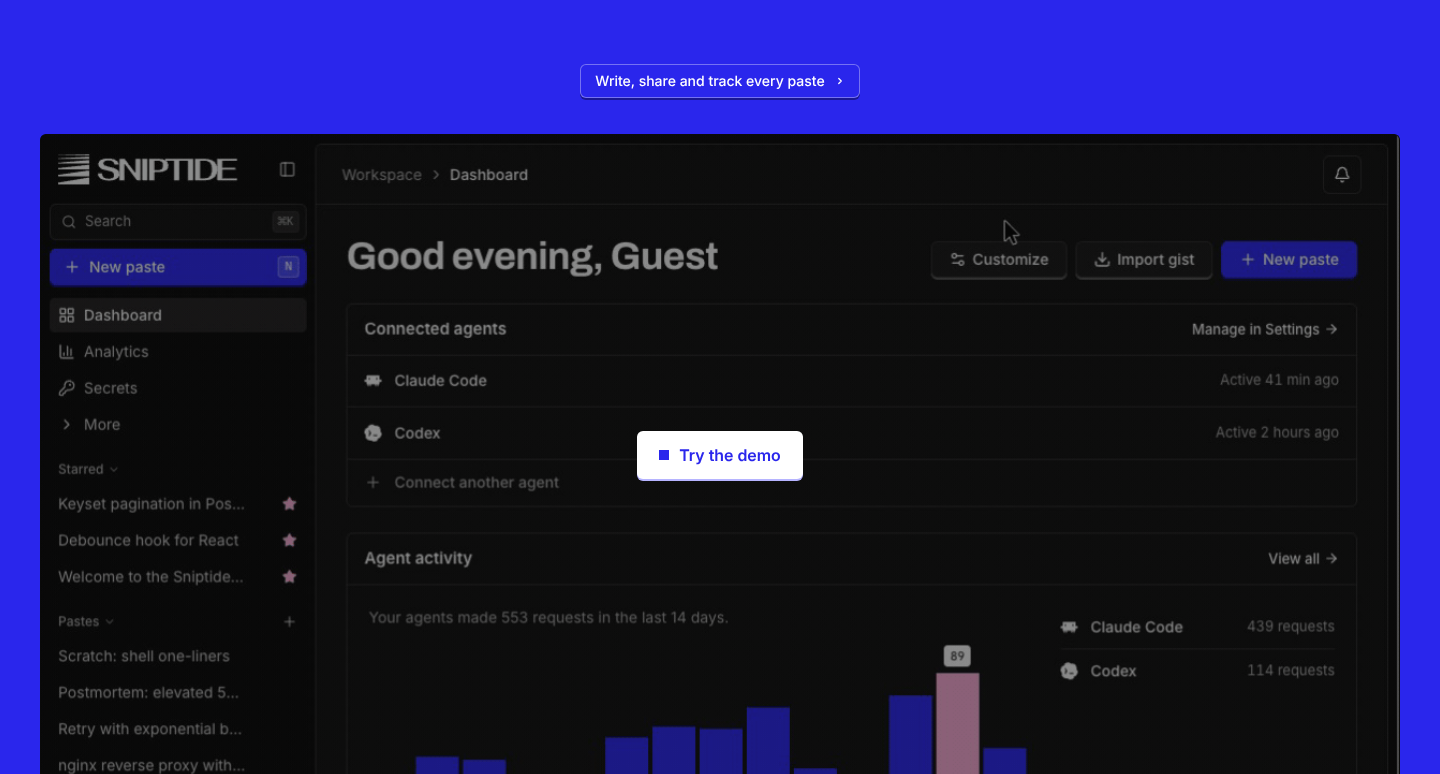 Write, share and track every paste
SNIPTIDE
Search ⌘K
New paste N
Dashboard
Analytics
Secrets
More
Starred
Keyset pagination in Pos...
Debounce hook for React
Welcome to the Sniptide...
Pastes
Scratch: shell one-liners
Postmortem: elevated 5...
Retry with exponential b...
nginx reverse proxy with...
Workspace > Dashboard
Good evening, Guest
Customize
Import gist
New paste
Connected agents
Manage in Settings →
Claude Code
Active 41 min ago
Codex
Active 2 hours ago
Connect another agent
Try the demo
Agent activity
View all →
Your agents made 553 requests in the last 14 days.
89
Claude Code 439 requests
Codex 114 requests